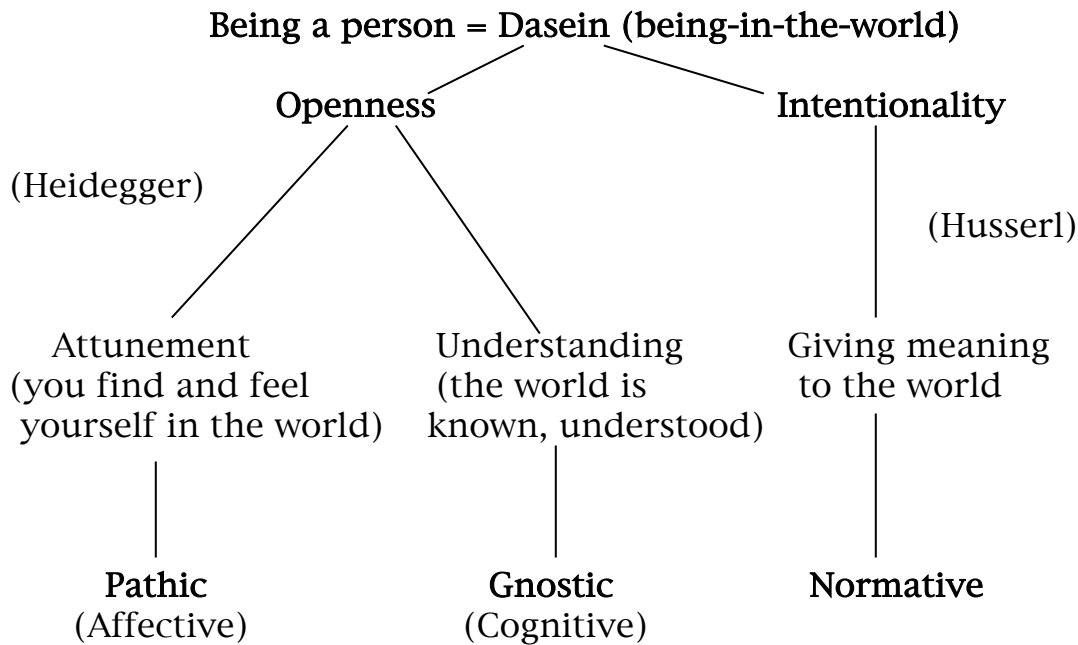 Being a person = Dasein (being-in-the-world)
Openness
Intentionality
(Heidegger)
(Husserl)
Attunement
(you find and feel
yourself in the world)
Understanding
(the world is
known, understood)
Giving meaning
to the world
Pathic
(Affective)
Gnostic
(Cognitive)
Normative